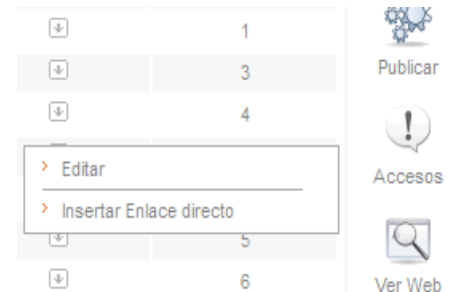 1
3
Publicar
4
Editar
Accesos
Insertar Enlace directo
5
6
Ver Web